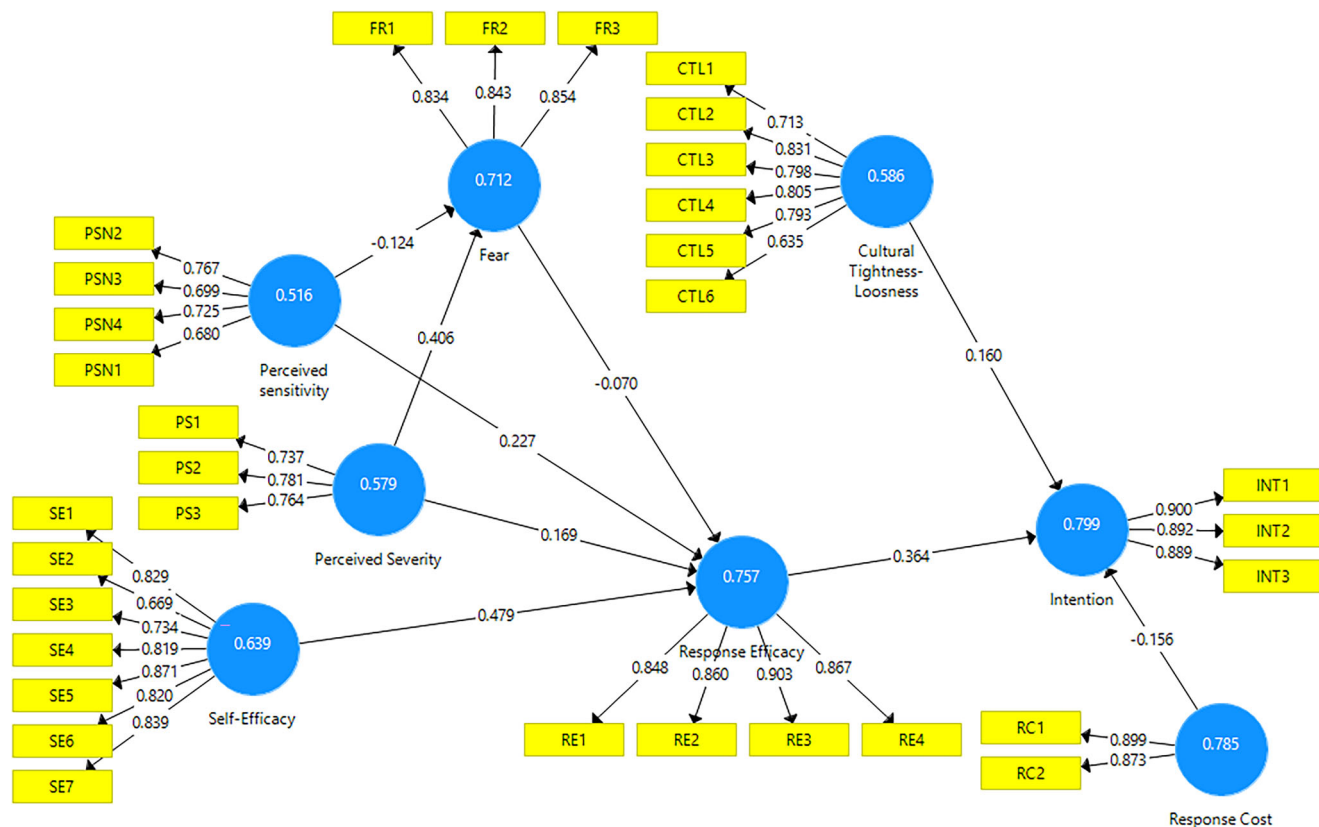 FR1
FR2
FR3
0.834
0.843
0.854
0.712
Fear
CTL1
CTL2
CTL3
CTL4
CTL5
CTL6
0.713
0.831
0.798
0.805
0.793
0.635
0.586
Cultural
Tightness-
Loosness
PSN2
PSN3
PSN4
PSN1
0.767
0.699
0.725
0.680
0.516
Perceived
sensitivity
-0.124
0.406
-0.070
0.227
0.160
PS1
PS2
PS3
0.737
0.781
0.764
0.579
Perceived Severity
0.169
SE1
SE2
SE3
SE4
SE5
SE6
SE7
0.829
0.669
0.734
0.819
0.871
0.820
0.839
0.639
Self-Efficacy
0.479
0.757
Response Efficacy
0.848
0.860
0.903
0.867
RE1
RE2
RE3
RE4
0.364
0.799
Intention
0.900
0.892
0.889
INT1
INT2
INT3
-0.156
RC1
RC2
0.899
0.873
0.785
Response Cost